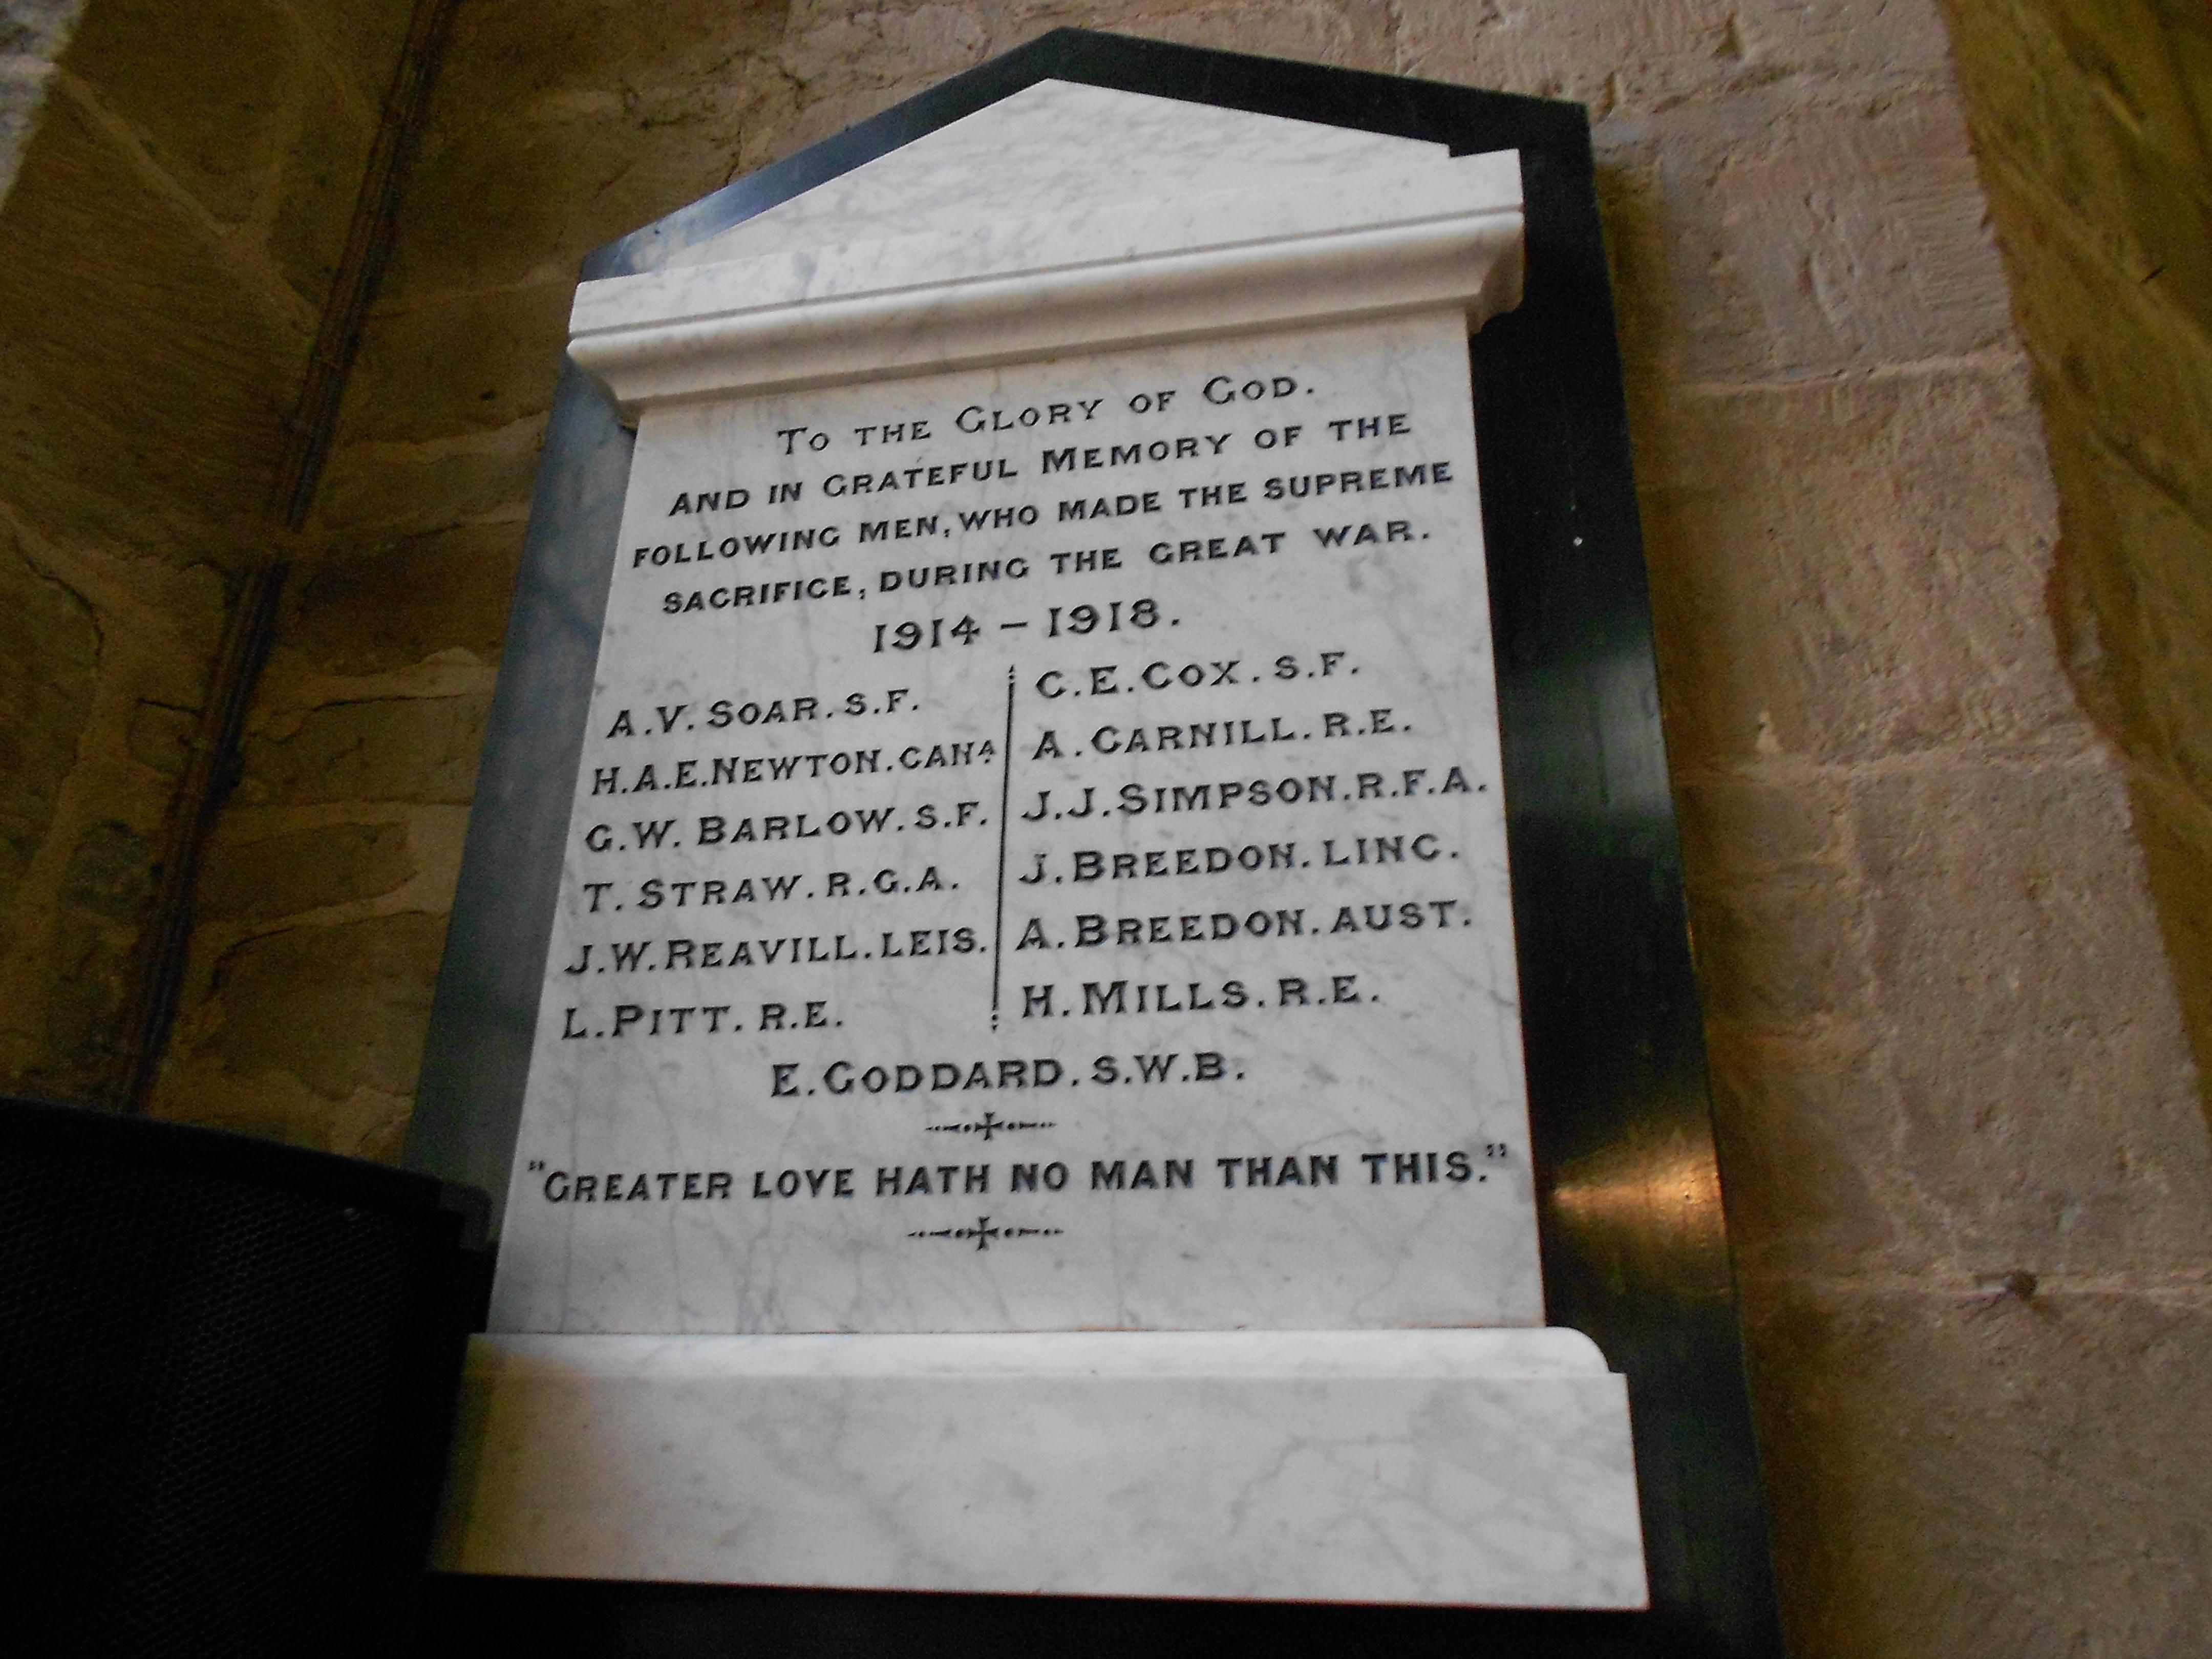 To the Glory of God.
and in Grateful Memory of the
following men, who made the supreme
sacrifice, during the great war.
1914 – 1918.
A.V. Soar. S.F.
H.A.E. Newton. Canᴬ.
G.W. Barlow. S.F.
T. Straw. R.G.A.
J.W. Reavill. Leis.
L. Pitt. R.E.
C.E. Cox. S.F.
A. Carnill. R.E.
J.J. Simpson. R.F.A.
J. Breedon. Linc.
A. Breedon. Aust.
H. Mills. R.E.
E. Goddard. S.W.B.
"Greater love hath no man than this."